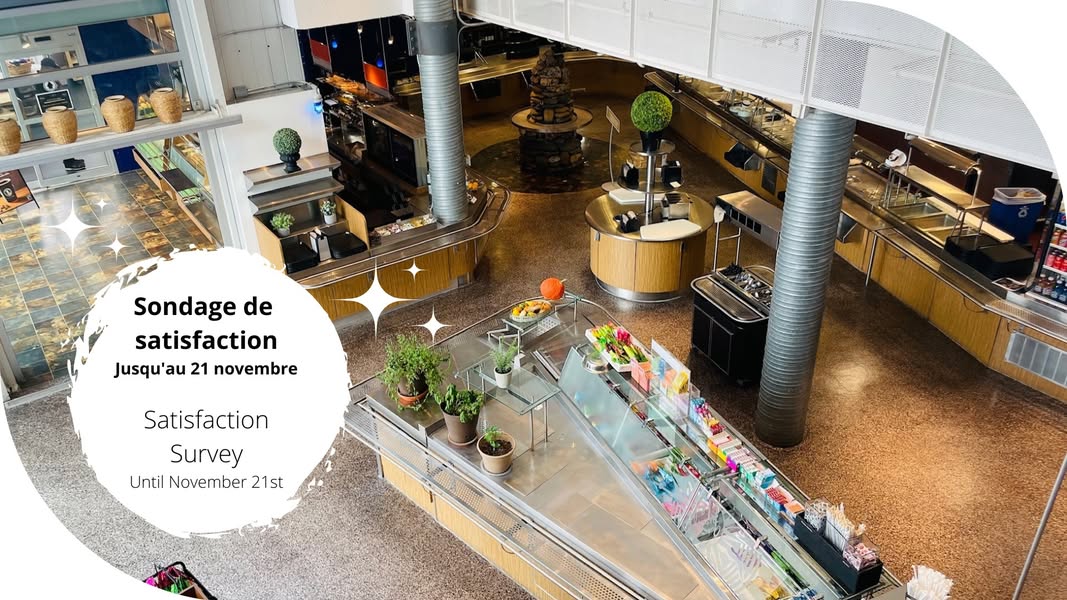 Sondage de
satisfaction
Jusqu'au 21 novembre
Satisfaction
Survey
Until November 21st